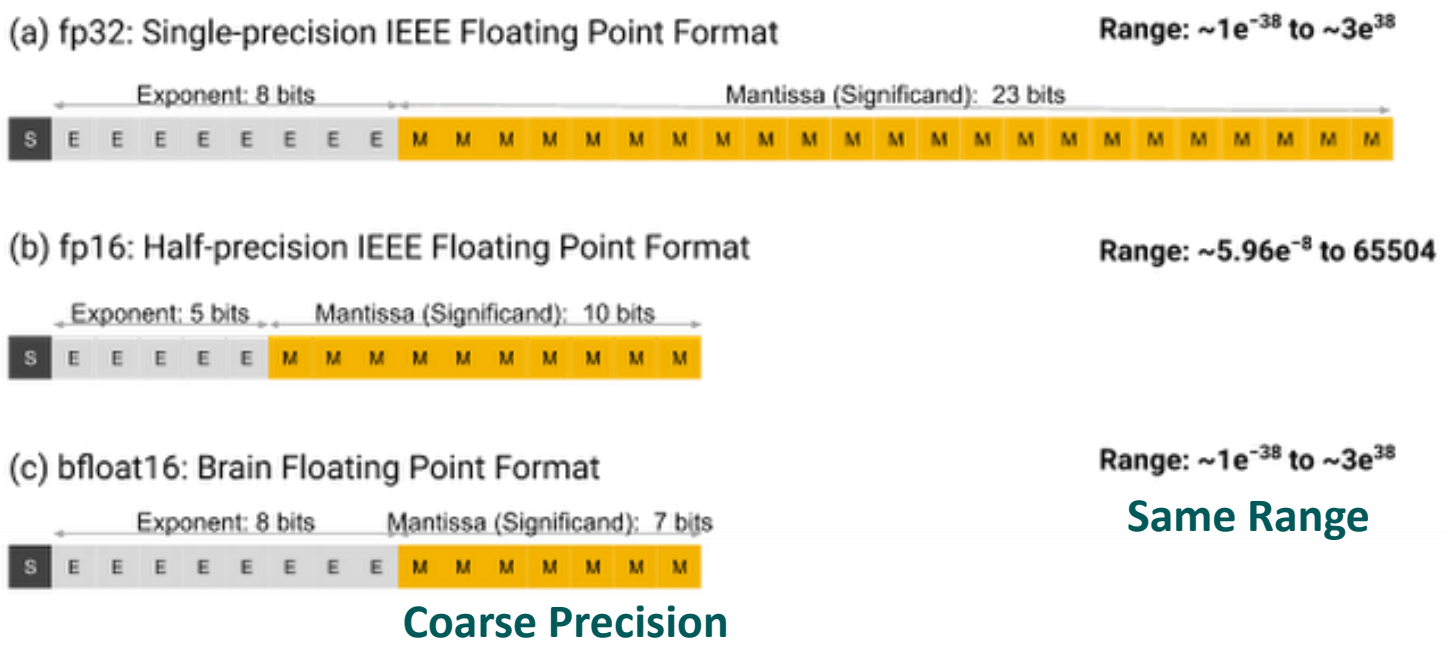 (a) fp32: Single-precision IEEE Floating Point Format Range: ~1e⁻³⁸ to ~3e³⁸
Exponent: 8 bits Mantissa (Significand): 23 bits
S E E E E E E E E M M M M M M M M M M M M M M M M M M M M M M M
(b) fp16: Half-precision IEEE Floating Point Format Range: ~5.96e⁻⁸ to 65504
Exponent: 5 bits Mantissa (Significand): 10 bits
S E E E E E M M M M M M M M M M
(c) bfloat16: Brain Floating Point Format Range: ~1e⁻³⁸ to ~3e³⁸
Same Range
Exponent: 8 bits Mantissa (Significand): 7 bits
S E E E E E E E E M M M M M M M
Coarse Precision